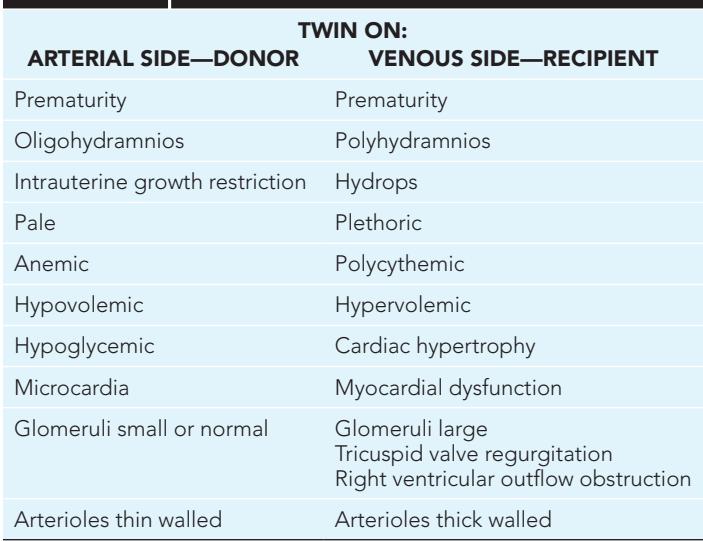 TWIN ON:
ARTERIAL SIDE—DONOR VENOUS SIDE—RECIPIENT
Prematurity Prematurity
Oligohydramnios Polyhydramnios
Intrauterine growth restriction Hydrops
Pale Plethoric
Anemic Polycythemic
Hypovolemic Hypervolemic
Hypoglycemic Cardiac hypertrophy
Microcardia Myocardial dysfunction
Glomeruli small or normal Glomeruli large
Tricuspid valve regurgitation
Right ventricular outflow obstruction
Arterioles thin walled Arterioles thick walled